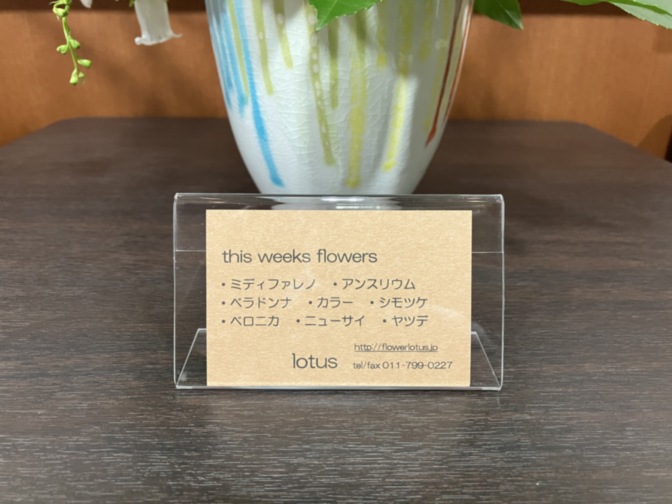 this weeks flowers
・ミディファレノ ・アンスリウム
・ベラドンナ ・カラー ・シモツケ
・ベロニカ ・ニューサイ ・ヤツデ
http://flowerlotus.jp
lotus tel/fax 011-799-0227